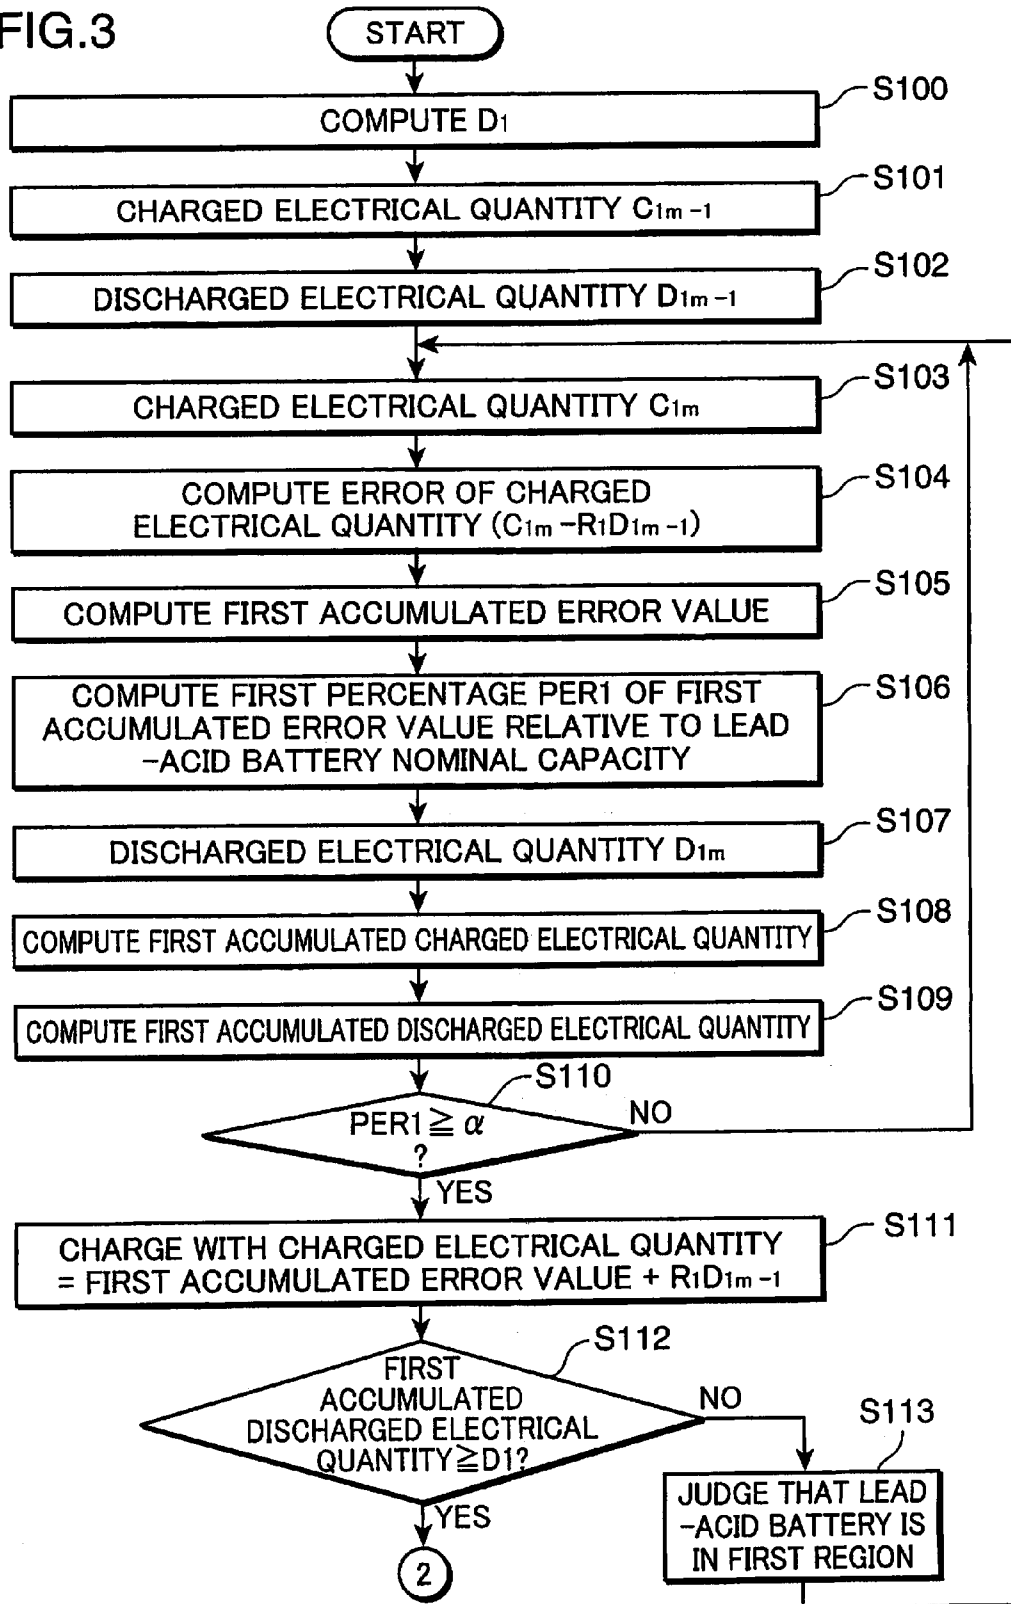 FIG.3
START
S100
COMPUTE D1
S101
CHARGED ELECTRICAL QUANTITY C1m-1
S102
DISCHARGED ELECTRICAL QUANTITY D1m-1
S103
CHARGED ELECTRICAL QUANTITY C1m
S104
COMPUTE ERROR OF CHARGED
ELECTRICAL QUANTITY (C1m-R1D1m-1)
S105
COMPUTE FIRST ACCUMULATED ERROR VALUE
S106
COMPUTE FIRST PERCENTAGE PER1 OF FIRST
ACCUMULATED ERROR VALUE RELATIVE TO LEAD
-ACID BATTERY NOMINAL CAPACITY
S107
DISCHARGED ELECTRICAL QUANTITY D1m
S108
COMPUTE FIRST ACCUMULATED CHARGED ELECTRICAL QUANTITY
S109
COMPUTE FIRST ACCUMULATED DISCHARGED ELECTRICAL QUANTITY
S110
PER1≧α
?
NO
YES
S111
CHARGE WITH CHARGED ELECTRICAL QUANTITY
= FIRST ACCUMULATED ERROR VALUE + R1D1m-1
S112
FIRST
ACCUMULATED
DISCHARGED ELECTRICAL
QUANTITY≧D1?
NO
YES
S113
JUDGE THAT LEAD
-ACID BATTERY IS
IN FIRST REGION
2